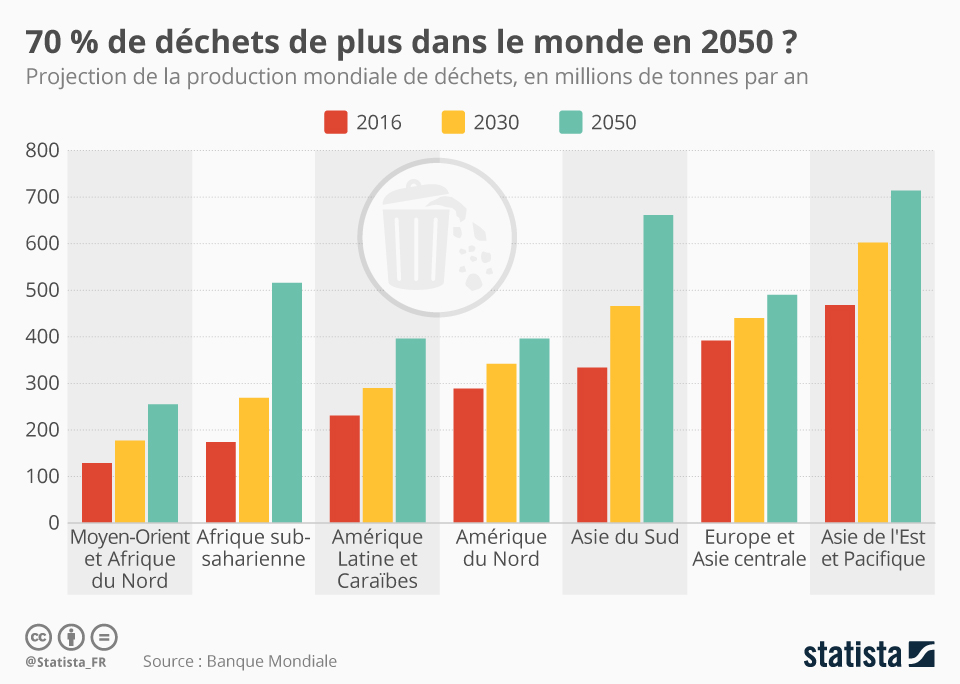 70 % de déchets de plus dans le monde en 2050 ?
Projection de la production mondiale de déchets, en millions de tonnes par an
2016 2030 2050
800
700
600
500
400
300
200
100
0
Moyen-Orient
et Afrique
du Nord
Afrique sub-
saharienne
Amérique
Latine et
Caraïbes
Amérique
du Nord
Asie du Sud
Europe et
Asie centrale
Asie de l'Est
et Pacifique
cc
@Statista_FR
Source : Banque Mondiale
statista